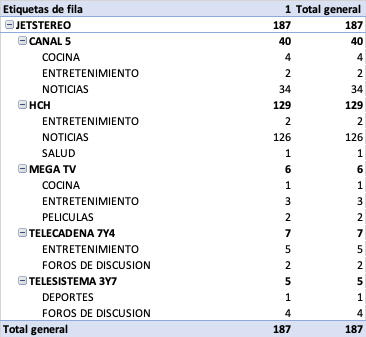 Etiquetas de fila 1 Total general
JETSTEREO 187 187
CANAL 5 40 40
COCINA 4 4
ENTRETENIMIENTO 2 2
NOTICIAS 34 34
HCH 129 129
ENTRETENIMIENTO 2 2
NOTICIAS 126 126
SALUD 1 1
MEGA TV 6 6
COCINA 1 1
ENTRETENIMIENTO 3 3
PELICULAS 2 2
TELECADENA 7Y4 7 7
ENTRETENIMIENTO 5 5
FOROS DE DISCUSION 2 2
TELESISTEMA 3Y7 5 5
DEPORTES 1 1
FOROS DE DISCUSION 4 4
Total general 187 187